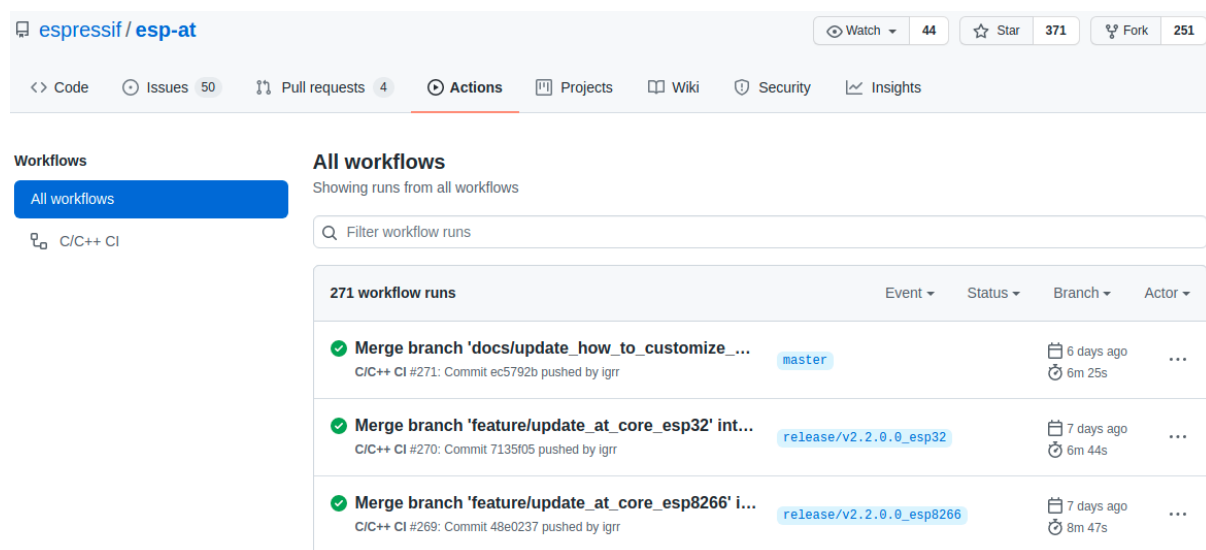 espressif / esp-at
Watch 44 Star 371 Fork 251
Code Issues 50 Pull requests 4 Actions Projects Wiki Security Insights
Workflows
All workflows
C/C++ CI
All workflows
Showing runs from all workflows
Filter workflow runs
271 workflow runs Event Status Branch Actor
Merge branch 'docs/update_how_to_customize_...
C/C++ CI #271: Commit ec5792b pushed by igrr
master
6 days ago
6m 25s
Merge branch 'feature/update_at_core_esp32' int...
C/C++ CI #270: Commit 7135f05 pushed by igrr
release/v2.2.0.0_esp32
7 days ago
6m 44s
Merge branch 'feature/update_at_core_esp8266' i...
C/C++ CI #269: Commit 48e0237 pushed by igrr
release/v2.2.0.0_esp8266
7 days ago
8m 47s